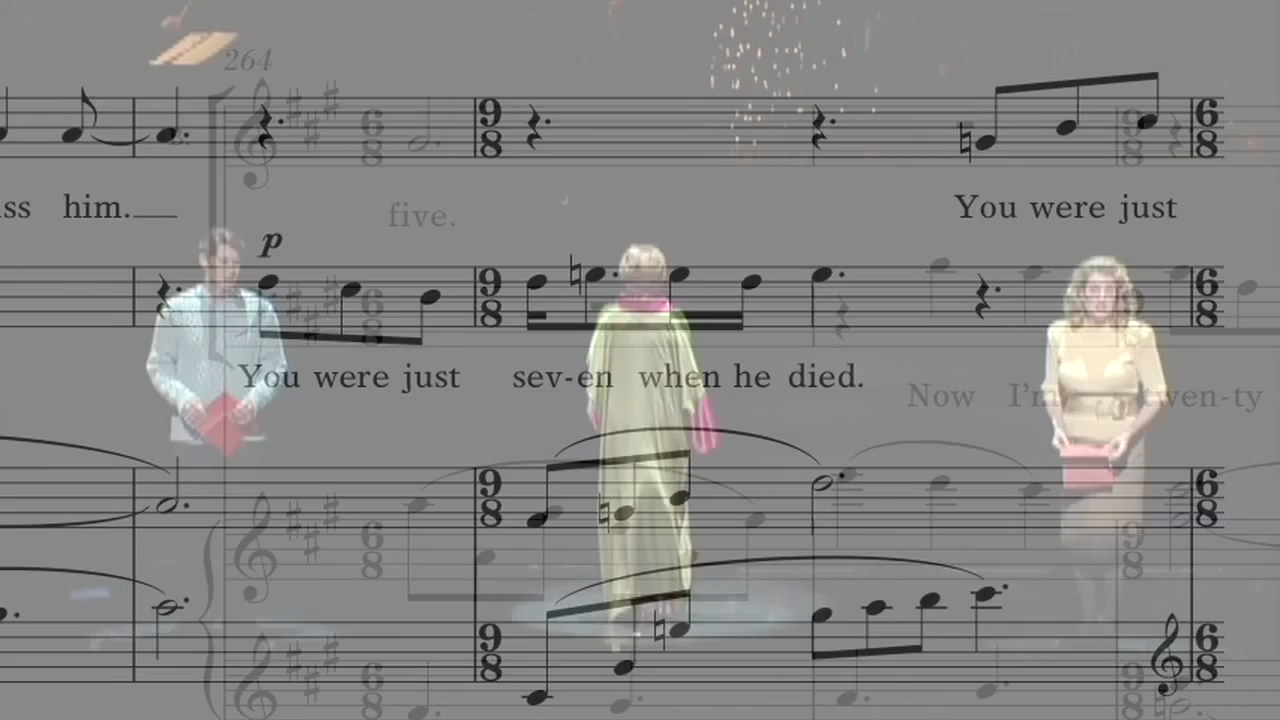 264
ss him.
five.
You were just
p
You were just sev-en when he died.
Now I'm twen-ty